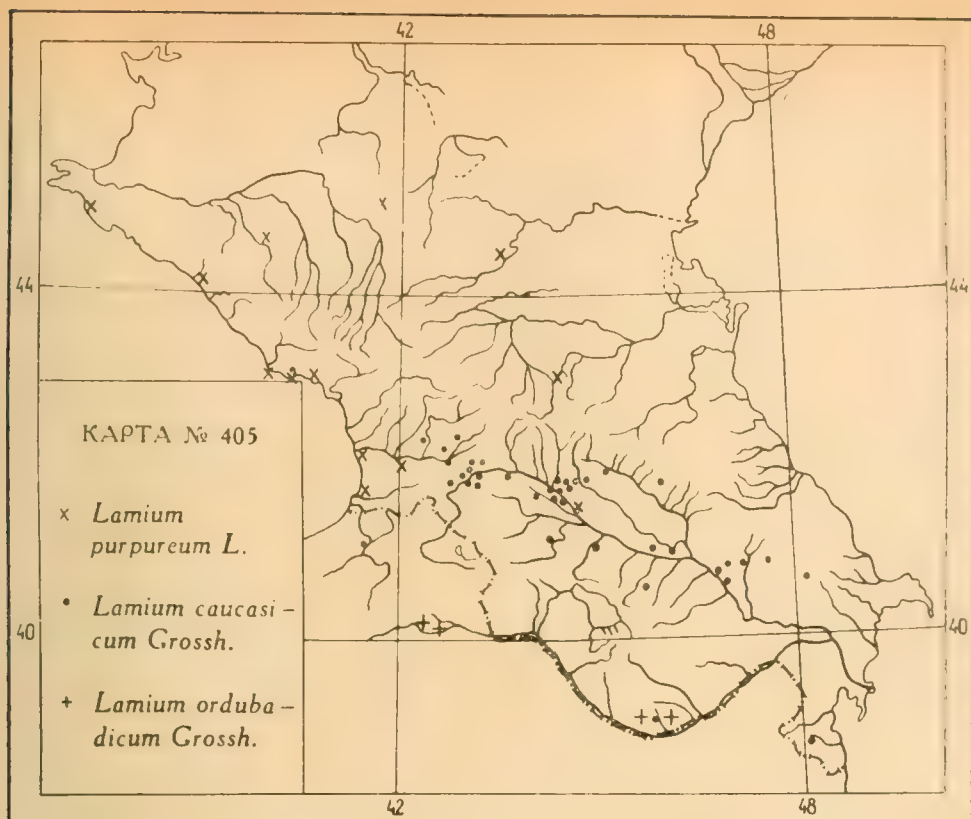 42 48
44 44
КАРТА № 405
× Lamium
purpureum L.
• Lamium caucasi –
cum Grossh.
40 40
+ Lamium orduba –
dicum Grossh.
42 48